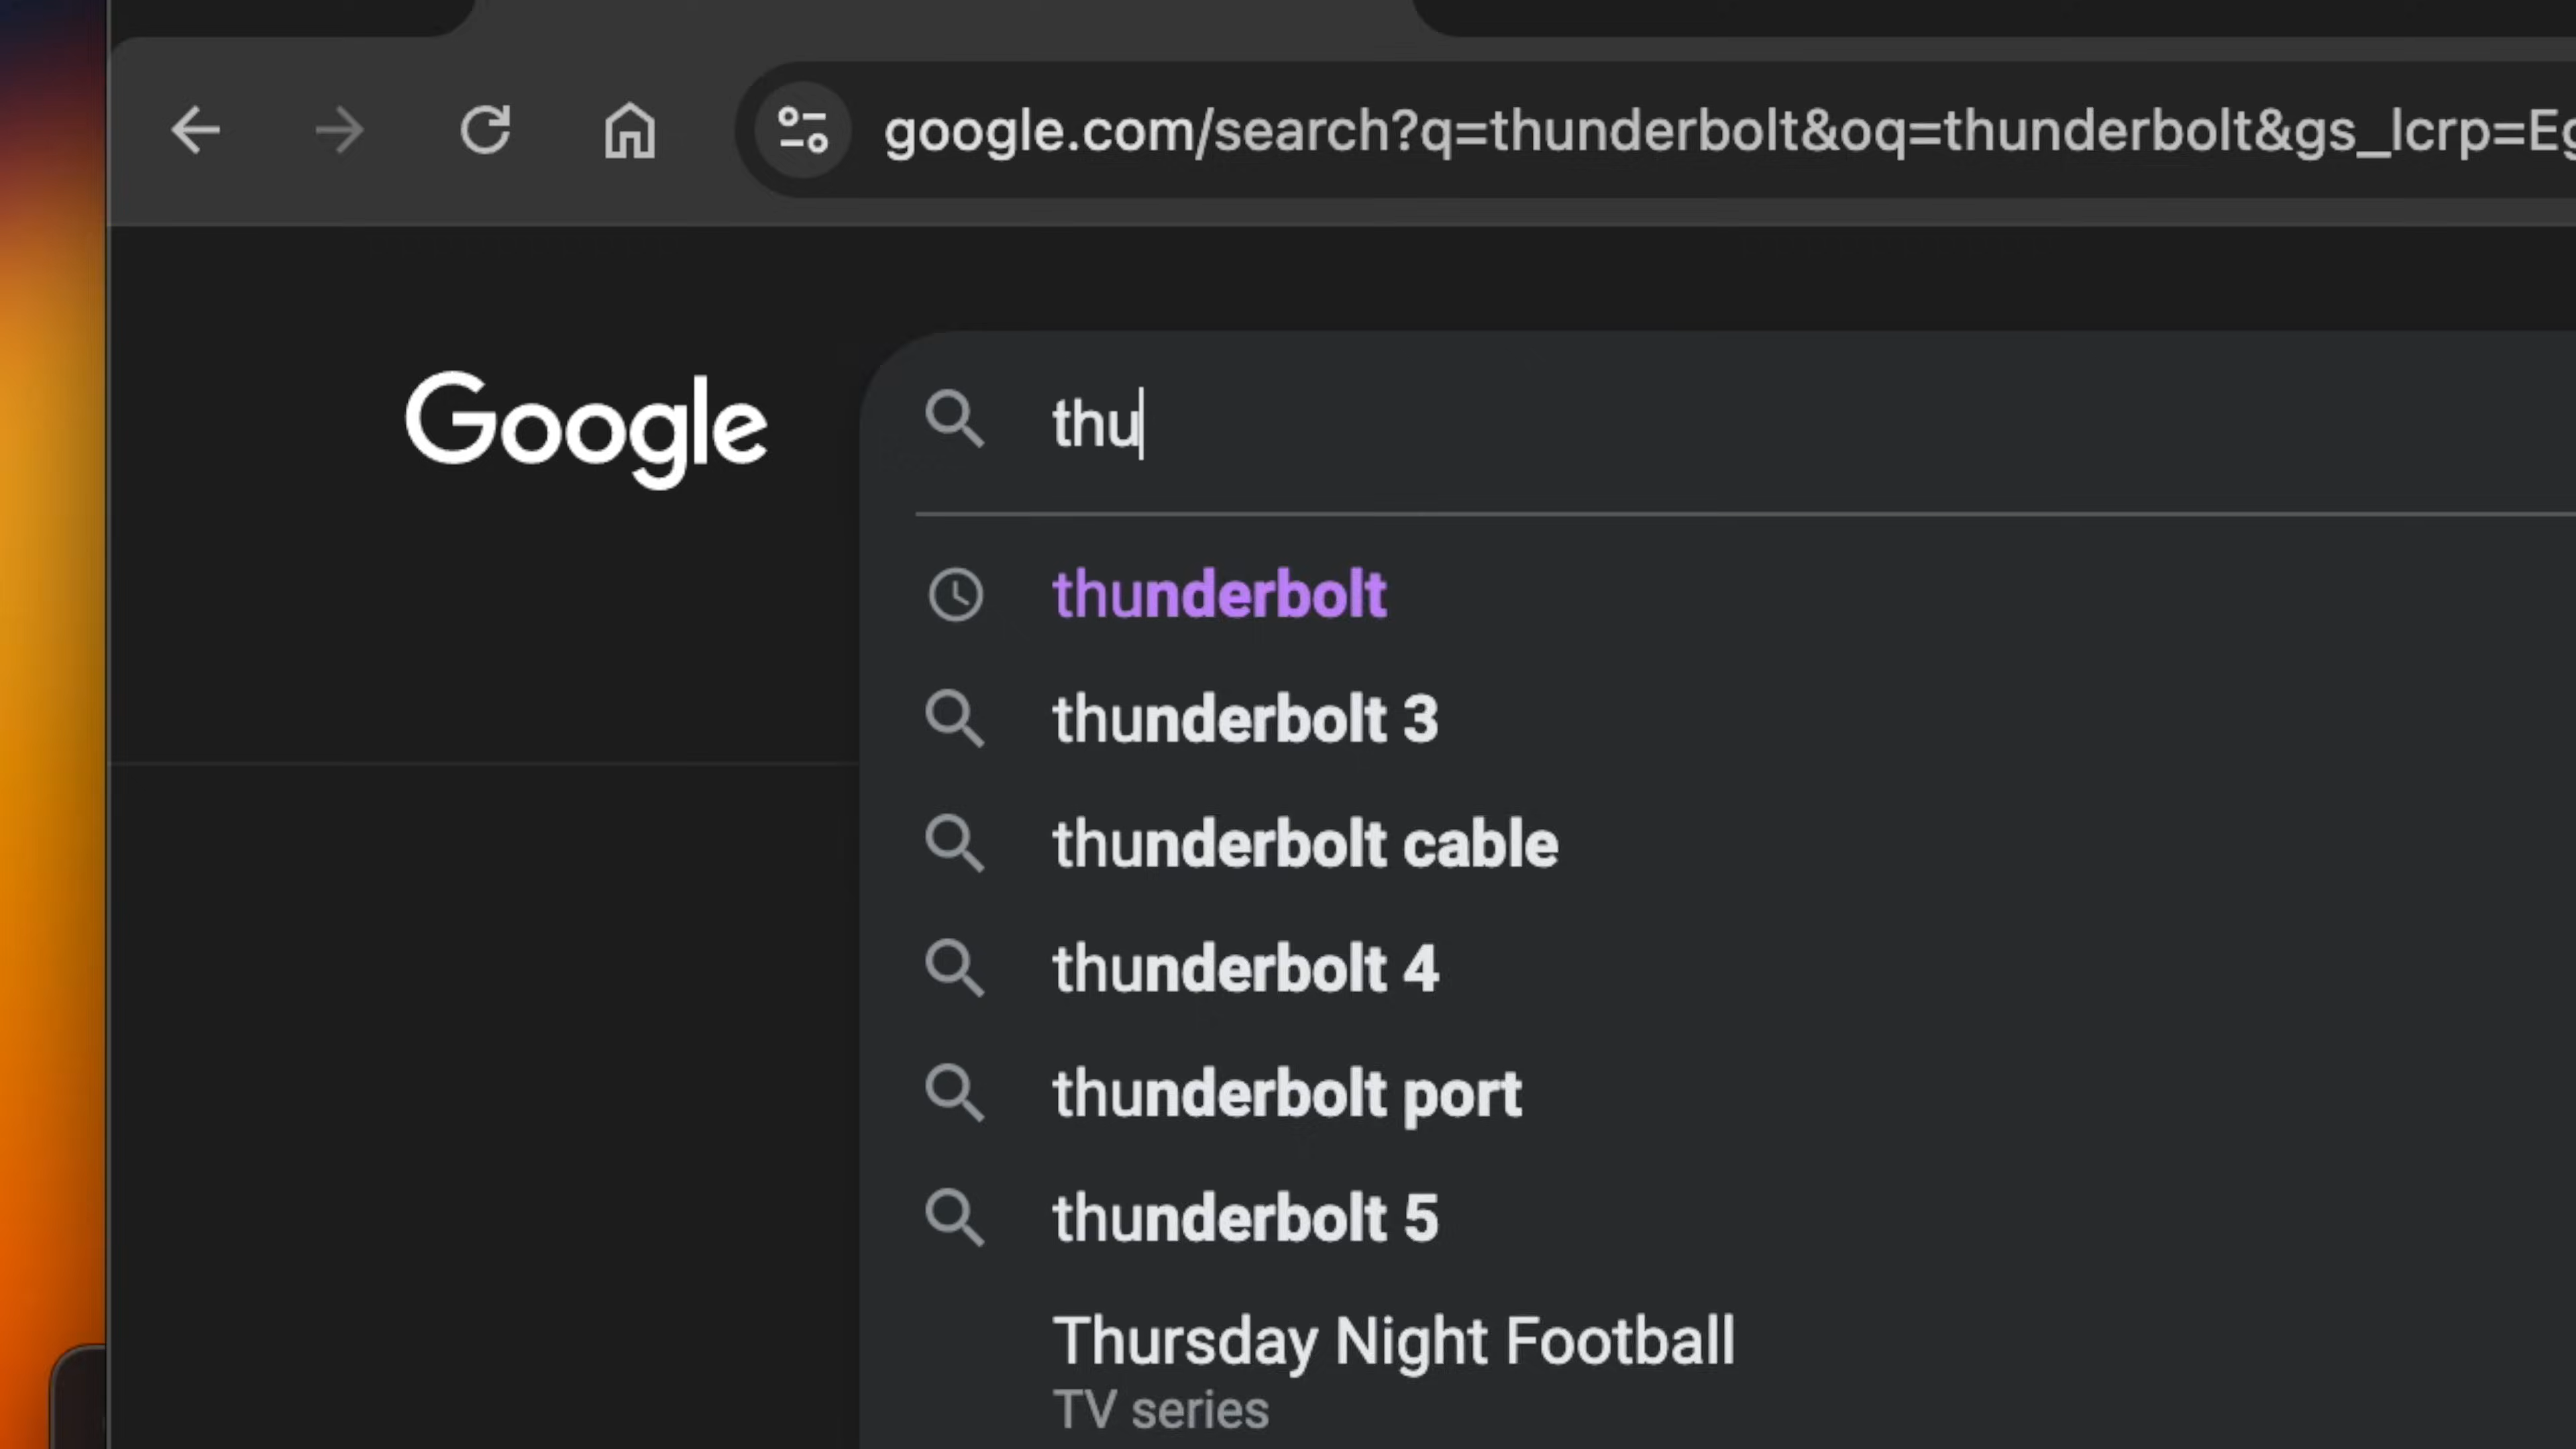 google.com/search?q=thunderbolt&oq=thunderbolt&gs_lcrp=Eg
Google
thu
thunderbolt
thunderbolt 3
thunderbolt cable
thunderbolt 4
thunderbolt port
thunderbolt 5
Thursday Night Football
TV series